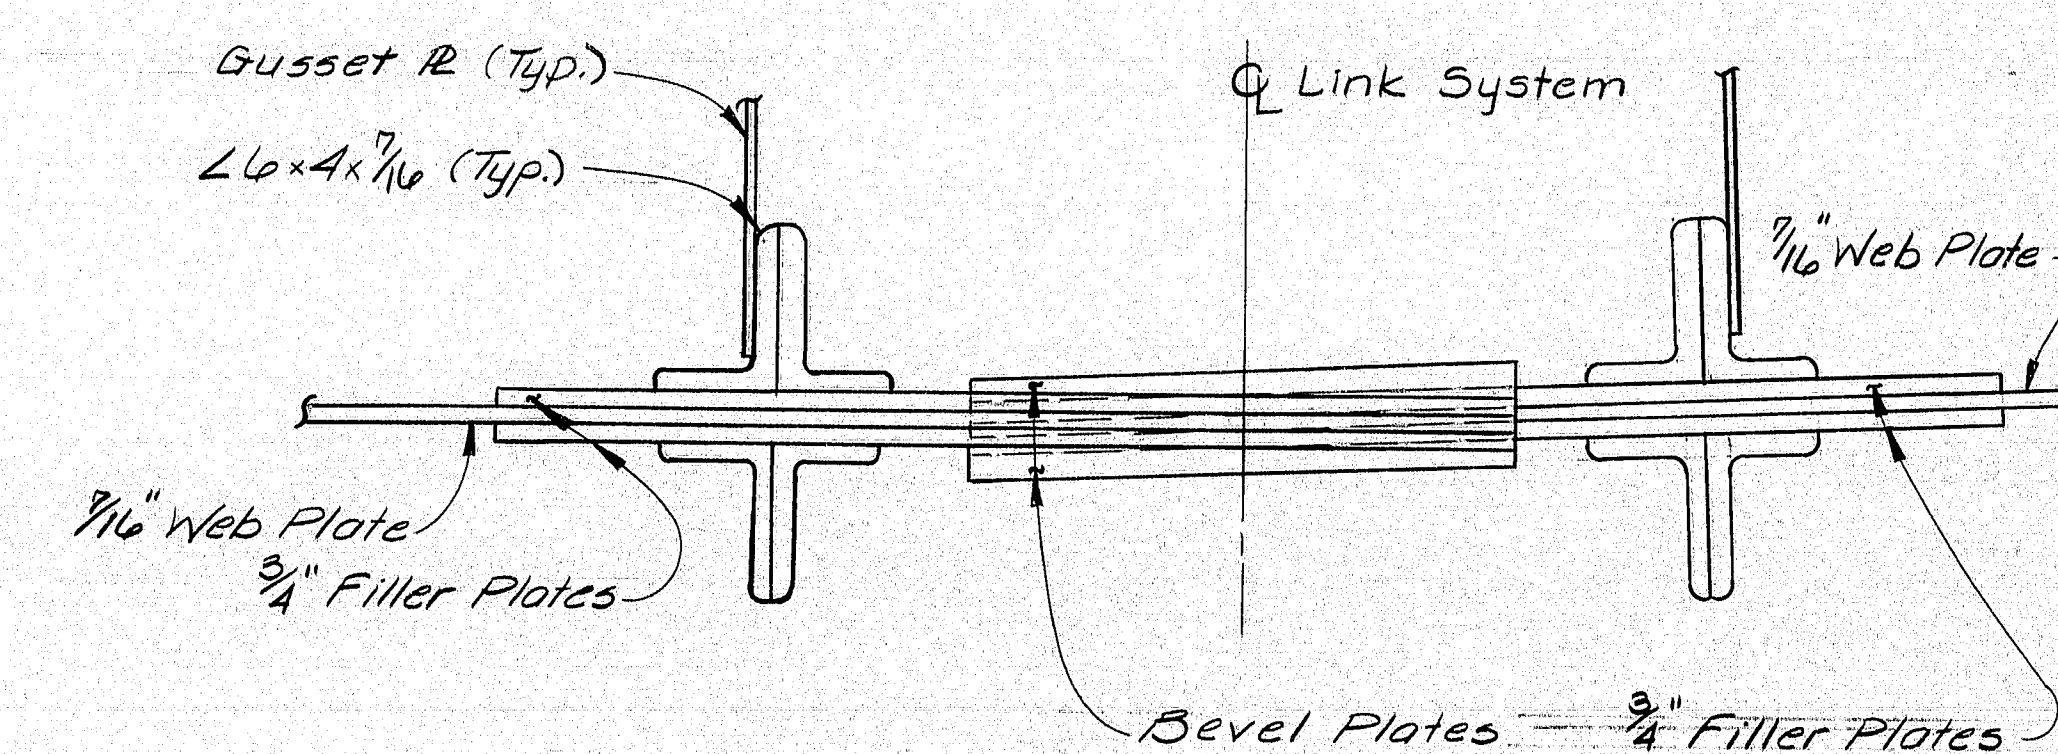 Gusset ⅊ (Typ.)
℄ Link System
∠6×4×7/16 (Typ.)
7/16" Web Plate
7/16" Web Plate
3/4" Filler Plates
Bevel Plates
3/4" Filler Plates